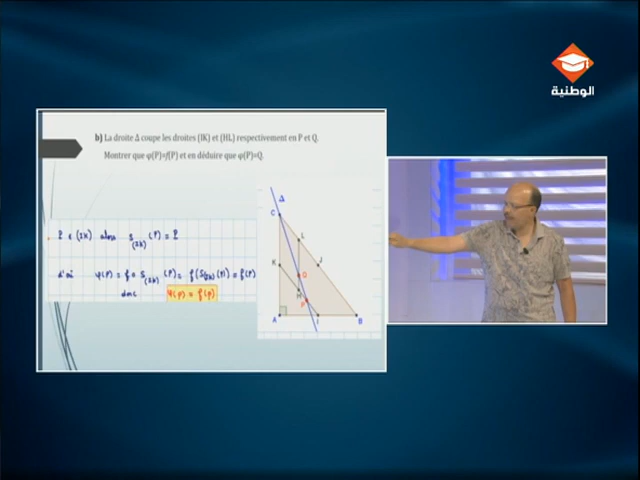 الوطنية
b) La droite Δ coupe les droites (IK) et (HL) respectivement en P et Q.
Montrer que φ(P)=f(P) et en déduire que φ(P)=Q.
P ∈ (IK) alors S(IK) (P) = P
d'où φ(P) = f o S(IK) (P) = f(S(IK)(P)) = f(P)
donc φ(P) = f(P)
Δ
C
L
K
J
Q
H
P
A
I
B